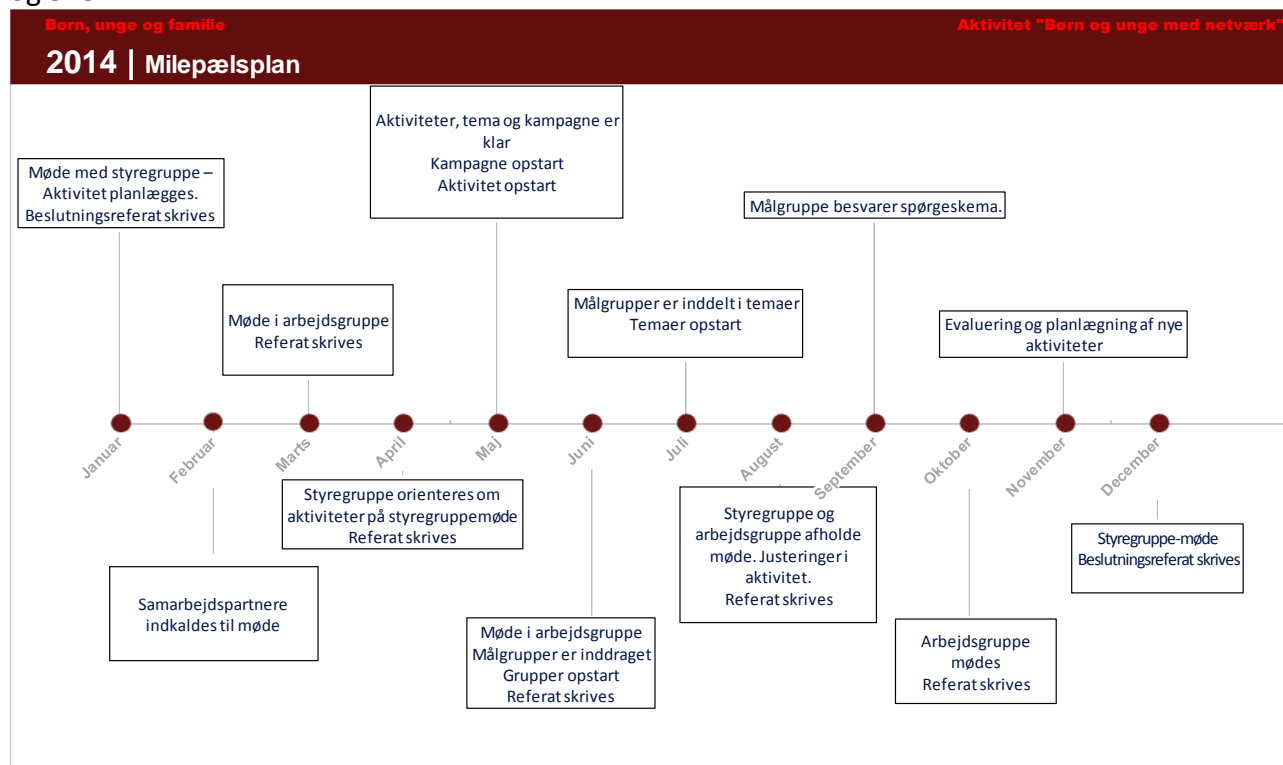 Børn, unge og familie
Aktivitet "Børn og unge med netværk"
2014 | Milepælsplan
Aktiviteter, tema og kampagne er
klar
Kampagne opstart
Aktivitet opstart
Møde med styregruppe –
Aktivitet planlægges.
Beslutningsreferat skrives
Målgruppe besvarer spørgeskema.
Møde i arbejdsgruppe
Referat skrives
Målgrupper er inddelt i temaer
Temaer opstart
Evaluering og planlægning af nye
aktiviteter
Januar
Februar
Marts
April
Maj
Juni
Juli
August
September
Oktober
November
December
Styregruppe orienteres om
aktiviteter på styregruppemøde
Referat skrives
Styregruppe og
arbejdsgruppe afholde
møde. Justeringer i
aktivitet.
Referat skrives
Styregruppe-møde
Beslutningsreferat skrives
Samarbejdspartnere
indkaldes til møde
Møde i arbejdsgruppe
Målgrupper er inddraget
Grupper opstart
Referat skrives
Arbejdsgruppe
mødes
Referat skrives